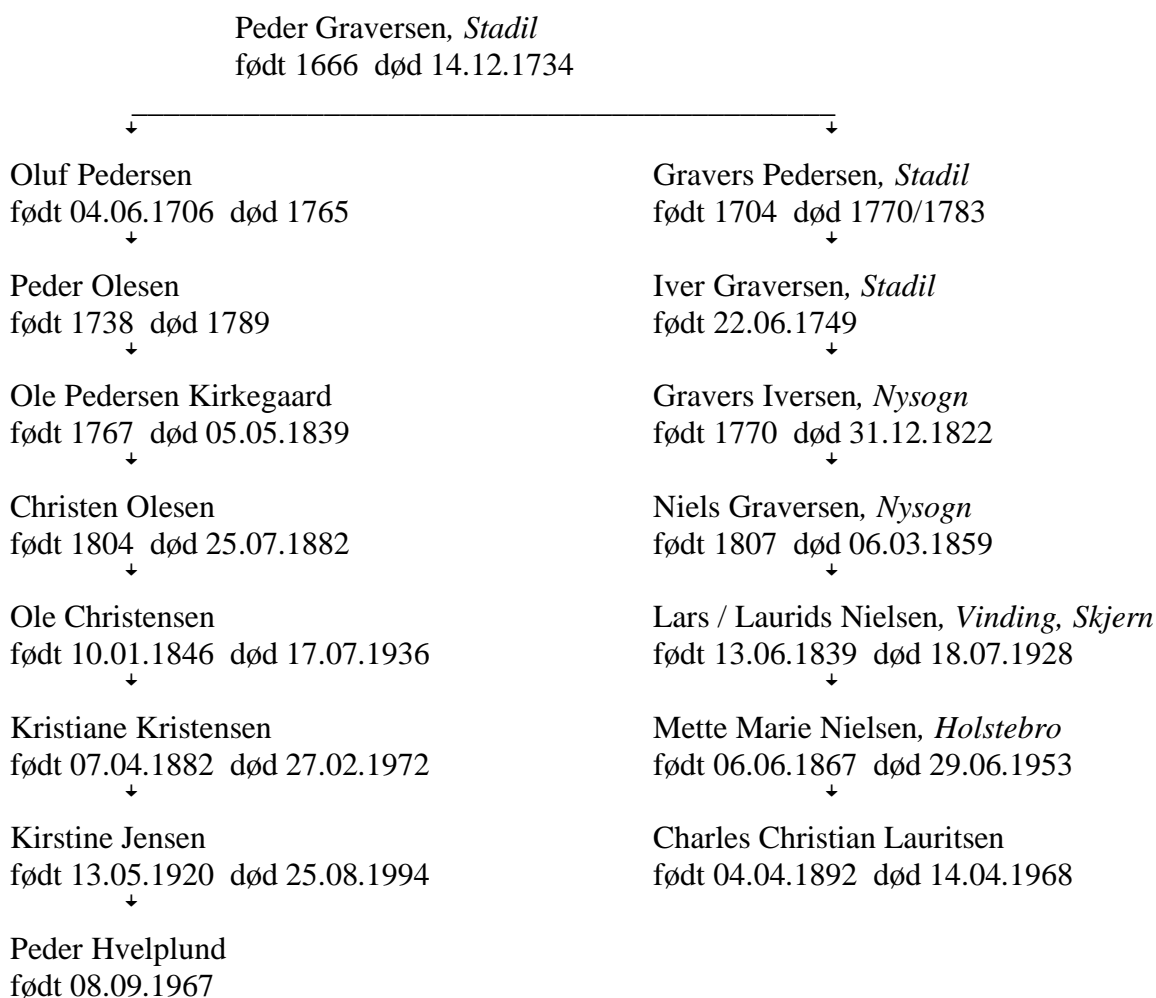 Peder Graversen, Stadil
født 1666  død 14.12.1734
Oluf Pedersen
født 04.06.1706  død 1765
Gravers Pedersen, Stadil
født 1704  død 1770/1783
Peder Olesen
født 1738  død 1789
Iver Graversen, Stadil
født 22.06.1749
Ole Pedersen Kirkegaard
født 1767  død 05.05.1839
Gravers Iversen, Nysogn
født 1770  død 31.12.1822
Christen Olesen
født 1804  død 25.07.1882
Niels Graversen, Nysogn
født 1807  død 06.03.1859
Ole Christensen
født 10.01.1846  død 17.07.1936
Lars / Laurids Nielsen, Vinding, Skjern
født 13.06.1839  død 18.07.1928
Kristiane Kristensen
født 07.04.1882  død 27.02.1972
Mette Marie Nielsen, Holstebro
født 06.06.1867  død 29.06.1953
Kirstine Jensen
født 13.05.1920  død 25.08.1994
Charles Christian Lauritsen
født 04.04.1892  død 14.04.1968
Peder Hvelplund
født 08.09.1967